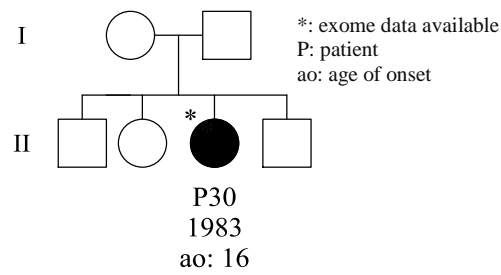 I
*: exome data available
P: patient
ao: age of onset
*
II
P30
1983
ao: 16